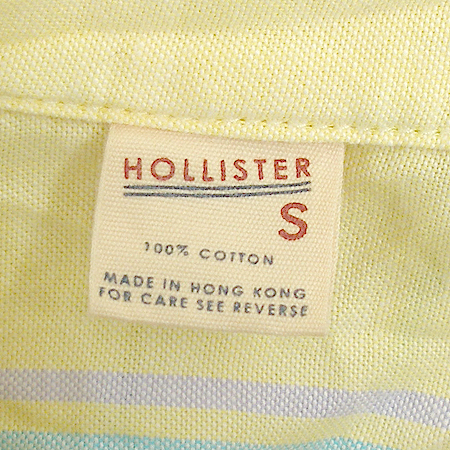 HOLLISTER
S
100% COTTON
MADE IN HONG KONG
FOR CARE SEE REVERSE